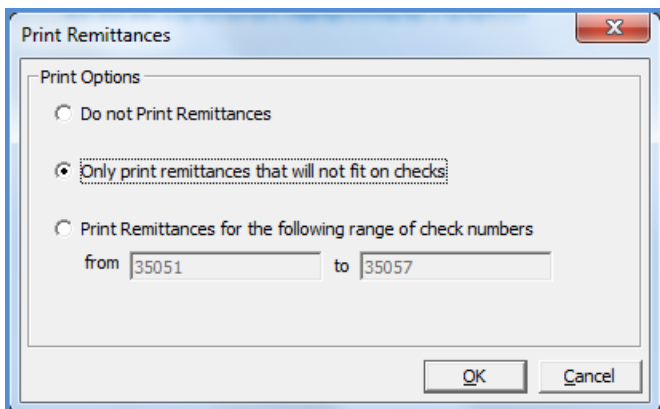 Print Remittances
Print Options
Do not Print Remittances
Only print remittances that will not fit on checks
Print Remittances for the following range of check numbers
from 35051 to 35057
OK Cancel